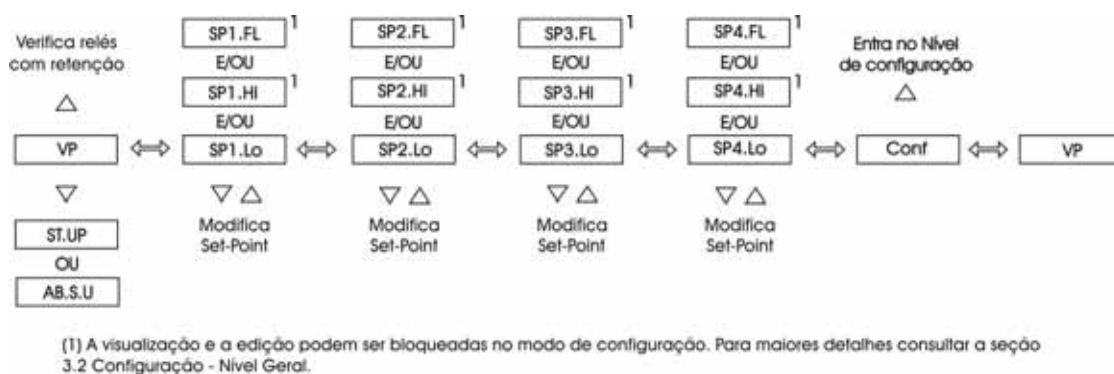 Verifica relés
com retenção
VP
ST.UP
OU
AB.S.U
SP1.FL 1
E/OU
SP1.HI 1
E/OU
SP1.Lo
Modifica
Set-Point
SP2.FL 1
E/OU
SP2.HI 1
E/OU
SP2.Lo
Modifica
Set-Point
SP3.FL 1
E/OU
SP3.HI 1
E/OU
SP3.Lo
Modifica
Set-Point
SP4.FL 1
E/OU
SP4.HI 1
E/OU
SP4.Lo
Modifica
Set-Point
Entra no Nível
de configuração
Conf
VP
(1) A visualização e a edição podem ser bloqueadas no modo de configuração. Para maiores detalhes consultar a seção
3.2 Configuração - Nível Geral.